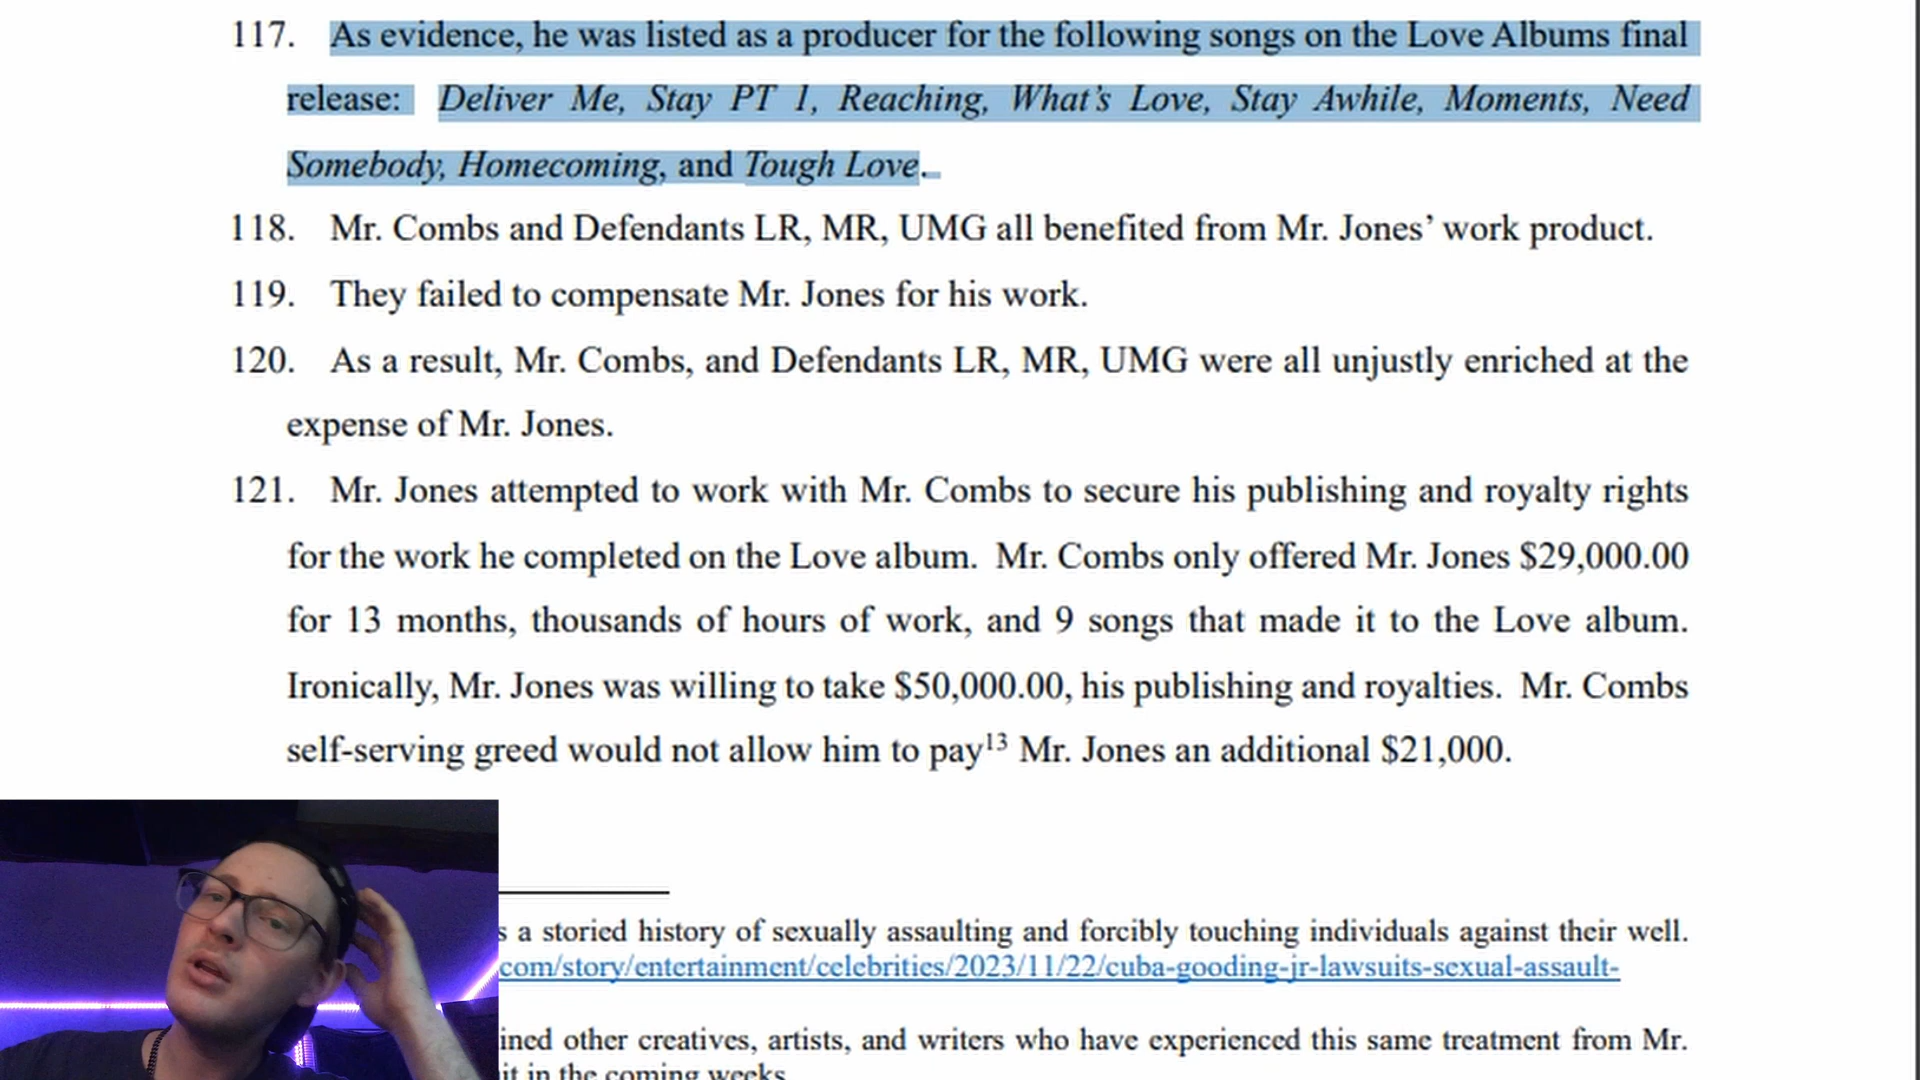 117. As evidence, he was listed as a producer for the following songs on the Love Albums final
release: Deliver Me, Stay PT 1, Reaching, What's Love, Stay Awhile, Moments, Need
Somebody, Homecoming, and Tough Love.
118. Mr. Combs and Defendants LR, MR, UMG all benefited from Mr. Jones' work product.
119. They failed to compensate Mr. Jones for his work.
120. As a result, Mr. Combs, and Defendants LR, MR, UMG were all unjustly enriched at the
expense of Mr. Jones.
121. Mr. Jones attempted to work with Mr. Combs to secure his publishing and royalty rights
for the work he completed on the Love album. Mr. Combs only offered Mr. Jones $29,000.00
for 13 months, thousands of hours of work, and 9 songs that made it to the Love album.
Ironically, Mr. Jones was willing to take $50,000.00, his publishing and royalties. Mr. Combs
self-serving greed would not allow him to pay13 Mr. Jones an additional $21,000.
s a storied history of sexually assaulting and forcibly touching individuals against their well.
com/story/entertainment/celebrities/2023/11/22/cuba-gooding-jr-lawsuits-sexual-assault-
ined other creatives, artists, and writers who have experienced this same treatment from Mr.
it in the coming weeks